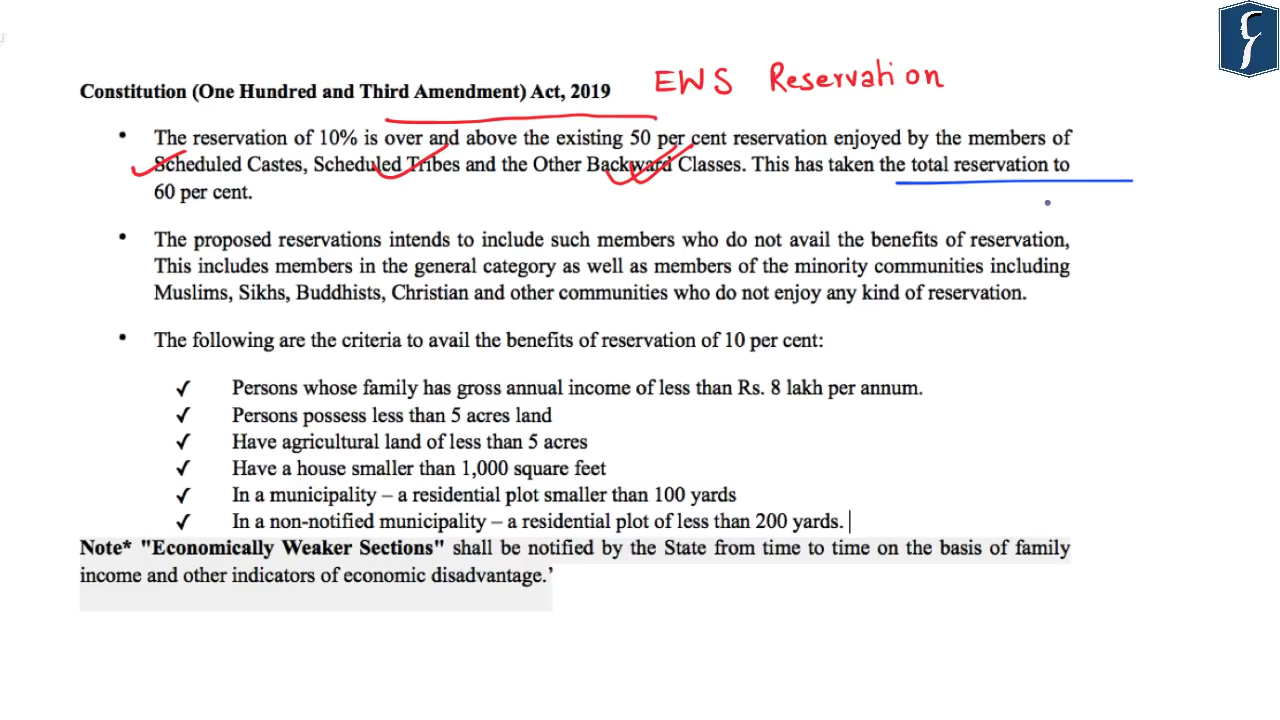 EWS Reservation
Constitution (One Hundred and Third Amendment) Act, 2019
• The reservation of 10% is over and above the existing 50 per cent reservation enjoyed by the members of
Scheduled Castes, Scheduled Tribes and the Other Backward Classes. This has taken the total reservation to
60 per cent.
• The proposed reservations intends to include such members who do not avail the benefits of reservation,
This includes members in the general category as well as members of the minority communities including
Muslims, Sikhs, Buddhists, Christian and other communities who do not enjoy any kind of reservation.
• The following are the criteria to avail the benefits of reservation of 10 per cent:
✓ Persons whose family has gross annual income of less than Rs. 8 lakh per annum.
✓ Persons possess less than 5 acres land
✓ Have agricultural land of less than 5 acres
✓ Have a house smaller than 1,000 square feet
✓ In a municipality – a residential plot smaller than 100 yards
✓ In a non-notified municipality – a residential plot of less than 200 yards.
Note* "Economically Weaker Sections" shall be notified by the State from time to time on the basis of family
income and other indicators of economic disadvantage.’